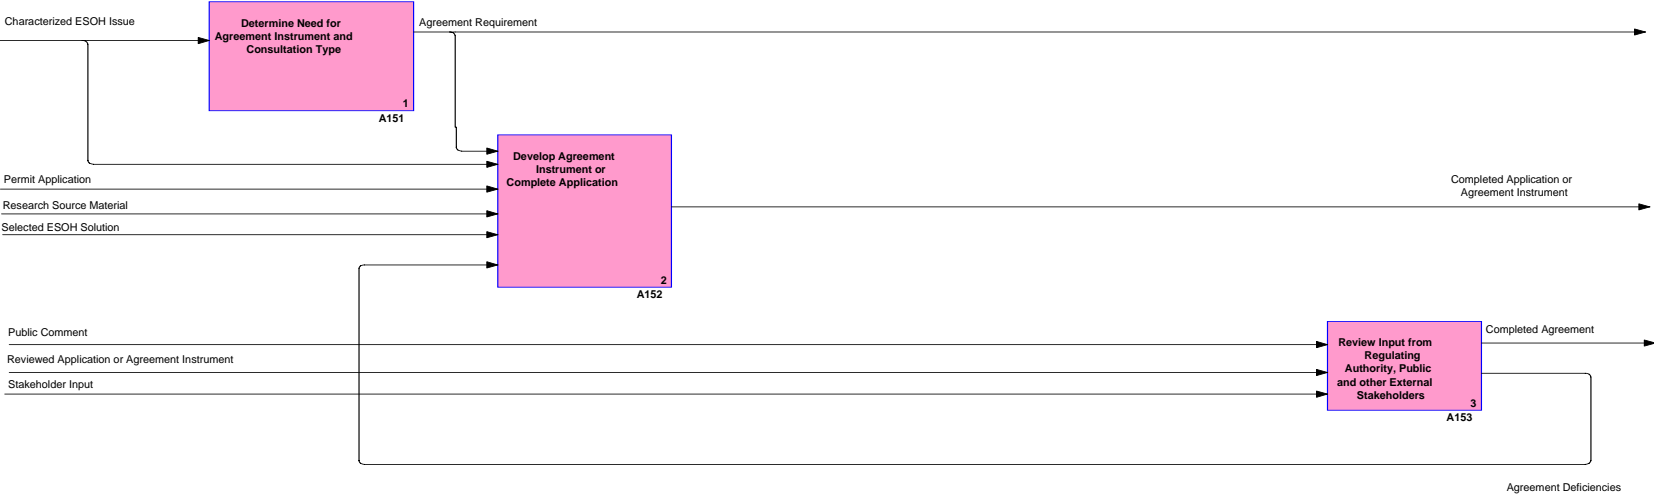 Characterized ESOH Issue
Determine Need for
Agreement Instrument and
Consultation Type
1
A151
Agreement Requirement
Develop Agreement
Instrument or
Complete Application
2
A152
Permit Application
Research Source Material
Selected ESOH Solution
Completed Application or
Agreement Instrument
Public Comment
Reviewed Application or Agreement Instrument
Stakeholder Input
Review Input from
Regulating
Authority, Public
and other External
Stakeholders
3
A153
Completed Agreement
Agreement Deficiencies